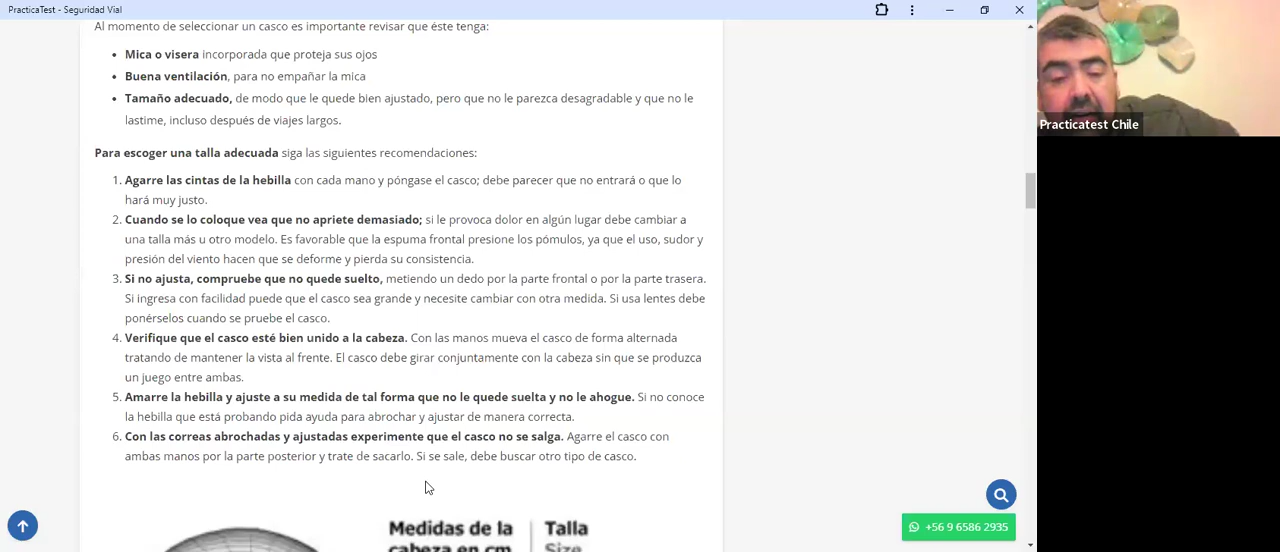 PracticaTest - Seguridad Vial
Al momento de seleccionar un casco es importante revisar que éste tenga:
• Mica o visera incorporada que proteja sus ojos
• Buena ventilación, para no empañar la mica
• Tamaño adecuado, de modo que le quede bien ajustado, pero que no le parezca desagradable y que no le
lastime, incluso después de viajes largos.
Para escoger una talla adecuada siga las siguientes recomendaciones:
1. Agarre las cintas de la hebilla con cada mano y póngase el casco; debe parecer que no entrará o que lo
hará muy justo.
2. Cuando se lo coloque vea que no apriete demasiado; si le provoca dolor en algún lugar debe cambiar a
una talla más u otro modelo. Es favorable que la espuma frontal presione los pómulos, ya que el uso, sudor y
presión del viento hacen que se deforme y pierda su consistencia.
3. Si no ajusta, compruebe que no quede suelto, metiendo un dedo por la parte frontal o por la parte trasera.
Si ingresa con facilidad puede que el casco sea grande y necesite cambiar con otra medida. Si usa lentes debe
ponérselos cuando se pruebe el casco.
4. Verifique que el casco esté bien unido a la cabeza. Con las manos mueva el casco de forma alternada
tratando de mantener la vista al frente. El casco debe girar conjuntamente con la cabeza sin que se produzca
un juego entre ambas.
5. Amarre la hebilla y ajuste a su medida de tal forma que no le quede suelta y no le ahogue. Si no conoce
la hebilla que está probando pida ayuda para abrochar y ajustar de manera correcta.
6. Con las correas abrochadas y ajustadas experimente que el casco no se salga. Agarre el casco con
ambas manos por la parte posterior y trate de sacarlo. Si se sale, debe buscar otro tipo de casco.
Medidas de la
cabeza en cm
Talla
Size
+56 9 6586 2935
Practicatest Chile